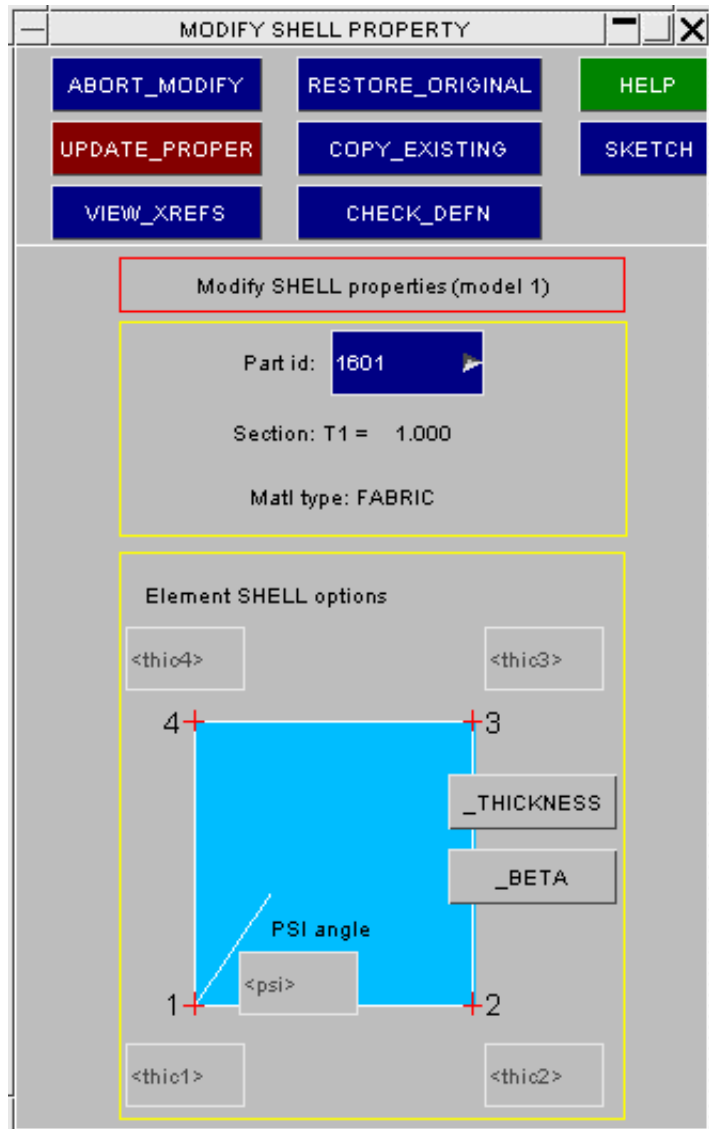 MODIFY SHELL PROPERTY
ABORT_MODIFY RESTORE_ORIGINAL HELP
UPDATE_PROPER COPY_EXISTING SKETCH
VIEW_XREFS CHECK_DEFN
Modify SHELL properties (model 1)
Part id: 1601
Section: T1 = 1.000
Matl type: FABRIC
Element SHELL options
<thic4> <thic3>
4 3
_THICKNESS
_BETA
PSI angle
<psi>
1 2
<thic1> <thic2>